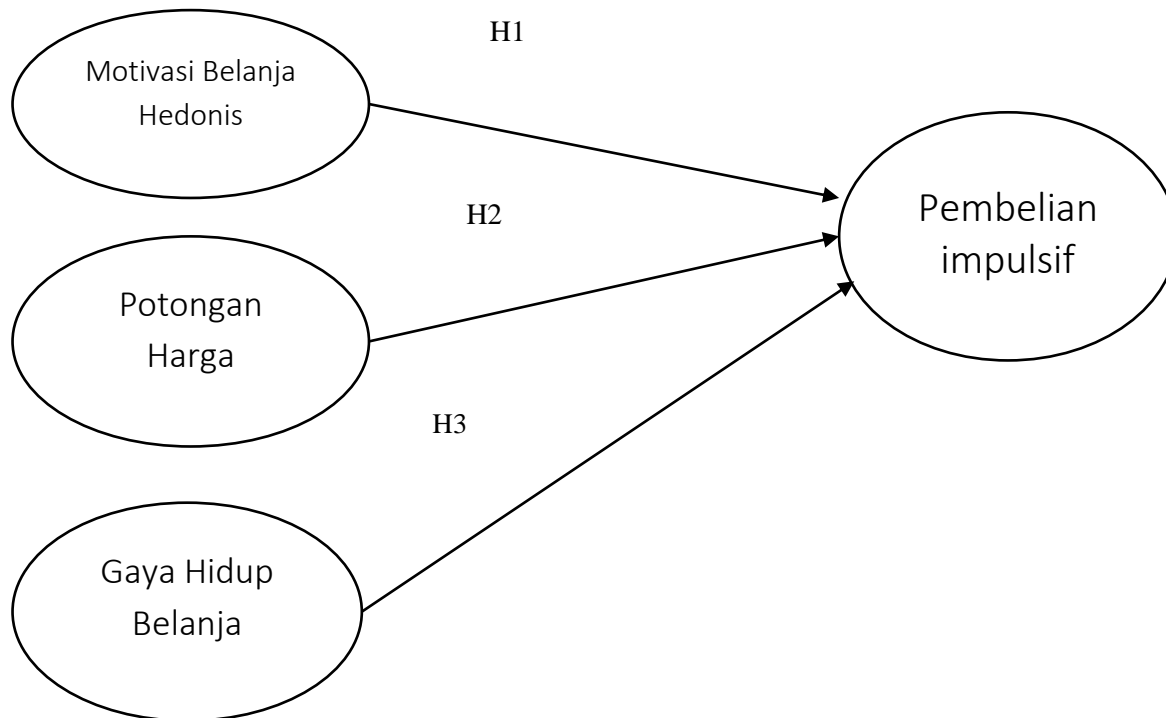 H1
Motivasi Belanja
Hedonis
H2
Pembelian
impulsif
Potongan
Harga
H3
Gaya Hidup
Belanja